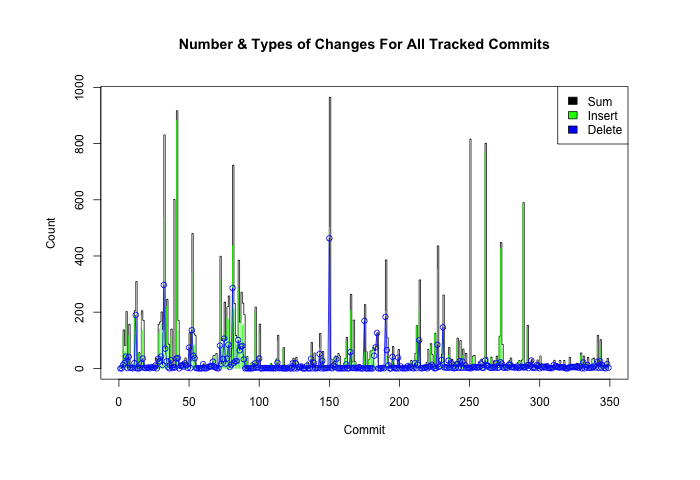 Number & Types of Changes For All Tracked Commits
Sum
Insert
Delete
Count
1000
800
600
400
200
0
0 50 100 150 200 250 300 350
Commit